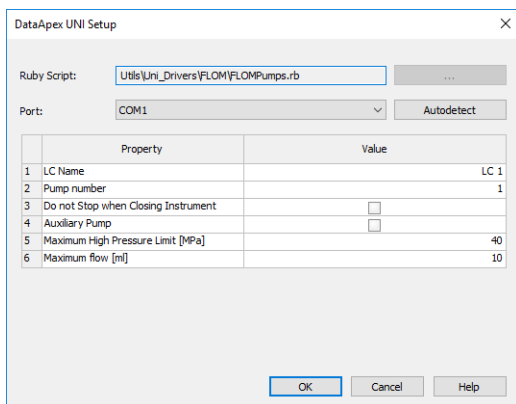 DataApex UNI Setup
Ruby Script: Utils\Uni_Drivers\FLOM\FLOMPumps.rb ...
Port: COM1 Autodetect
Property Value
1 LC Name LC 1
2 Pump number 1
3 Do not Stop when Closing Instrument
4 Auxiliary Pump
5 Maximum High Pressure Limit [MPa] 40
6 Maximum flow [ml] 10
OK Cancel Help